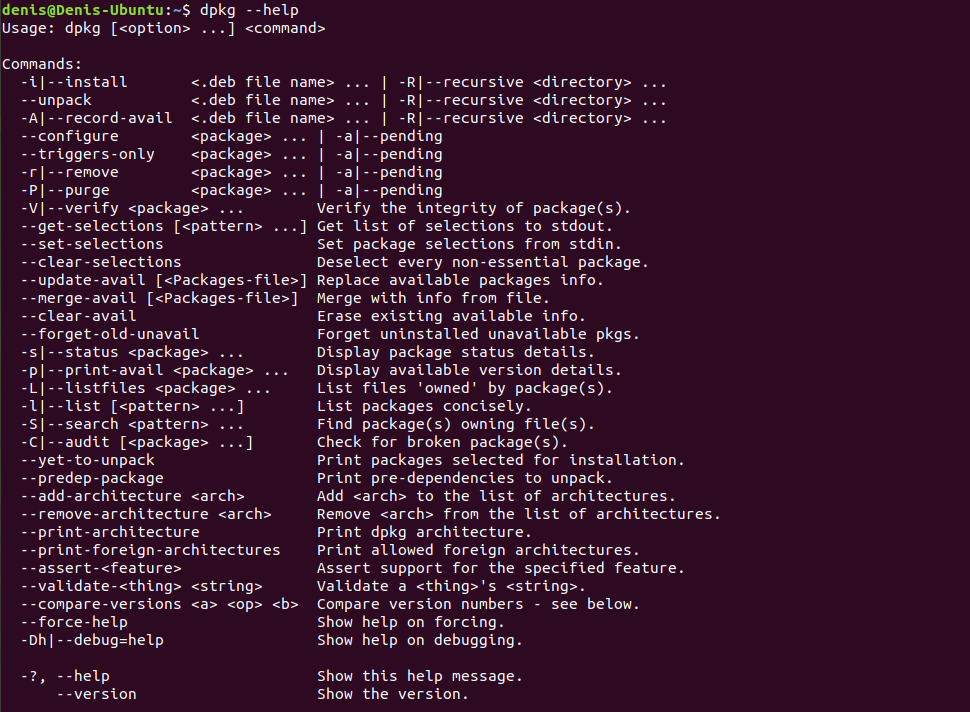 denis@Denis-Ubuntu:~$ dpkg --help
Usage: dpkg [<option> ...] <command>

Commands:
  -i|--install       <.deb file name> ... | -R|--recursive <directory> ...
  --unpack           <.deb file name> ... | -R|--recursive <directory> ...
  -A|--record-avail  <.deb file name> ... | -R|--recursive <directory> ...
  --configure        <package> ... | -a|--pending
  --triggers-only    <package> ... | -a|--pending
  -r|--remove        <package> ... | -a|--pending
  -P|--purge         <package> ... | -a|--pending
  -V|--verify <package> ...        Verify the integrity of package(s).
  --get-selections [<pattern> ...] Get list of selections to stdout.
  --set-selections                 Set package selections from stdin.
  --clear-selections               Deselect every non-essential package.
  --update-avail [<Packages-file>] Replace available packages info.
  --merge-avail [<Packages-file>]  Merge with info from file.
  --clear-avail                    Erase existing available info.
  --forget-old-unavail             Forget uninstalled unavailable pkgs.
  -s|--status <package> ...        Display package status details.
  -p|--print-avail <package> ...   Display available version details.
  -L|--listfiles <package> ...     List files 'owned' by package(s).
  -l|--list [<pattern> ...]        List packages concisely.
  -S|--search <pattern> ...        Find package(s) owning file(s).
  -C|--audit [<package> ...]       Check for broken package(s).
  --yet-to-unpack                  Print packages selected for installation.
  --predep-package                 Print pre-dependencies to unpack.
  --add-architecture <arch>        Add <arch> to the list of architectures.
  --remove-architecture <arch>     Remove <arch> from the list of architectures.
  --print-architecture             Print dpkg architecture.
  --print-foreign-architectures    Print allowed foreign architectures.
  --assert-<feature>               Assert support for the specified feature.
  --validate-<thing> <string>      Validate a <thing>'s <string>.
  --compare-versions <a> <op> <b>  Compare version numbers - see below.
  --force-help                     Show help on forcing.
  -Dh|--debug=help                 Show help on debugging.

  -?, --help                       Show this help message.
      --version                    Show the version.